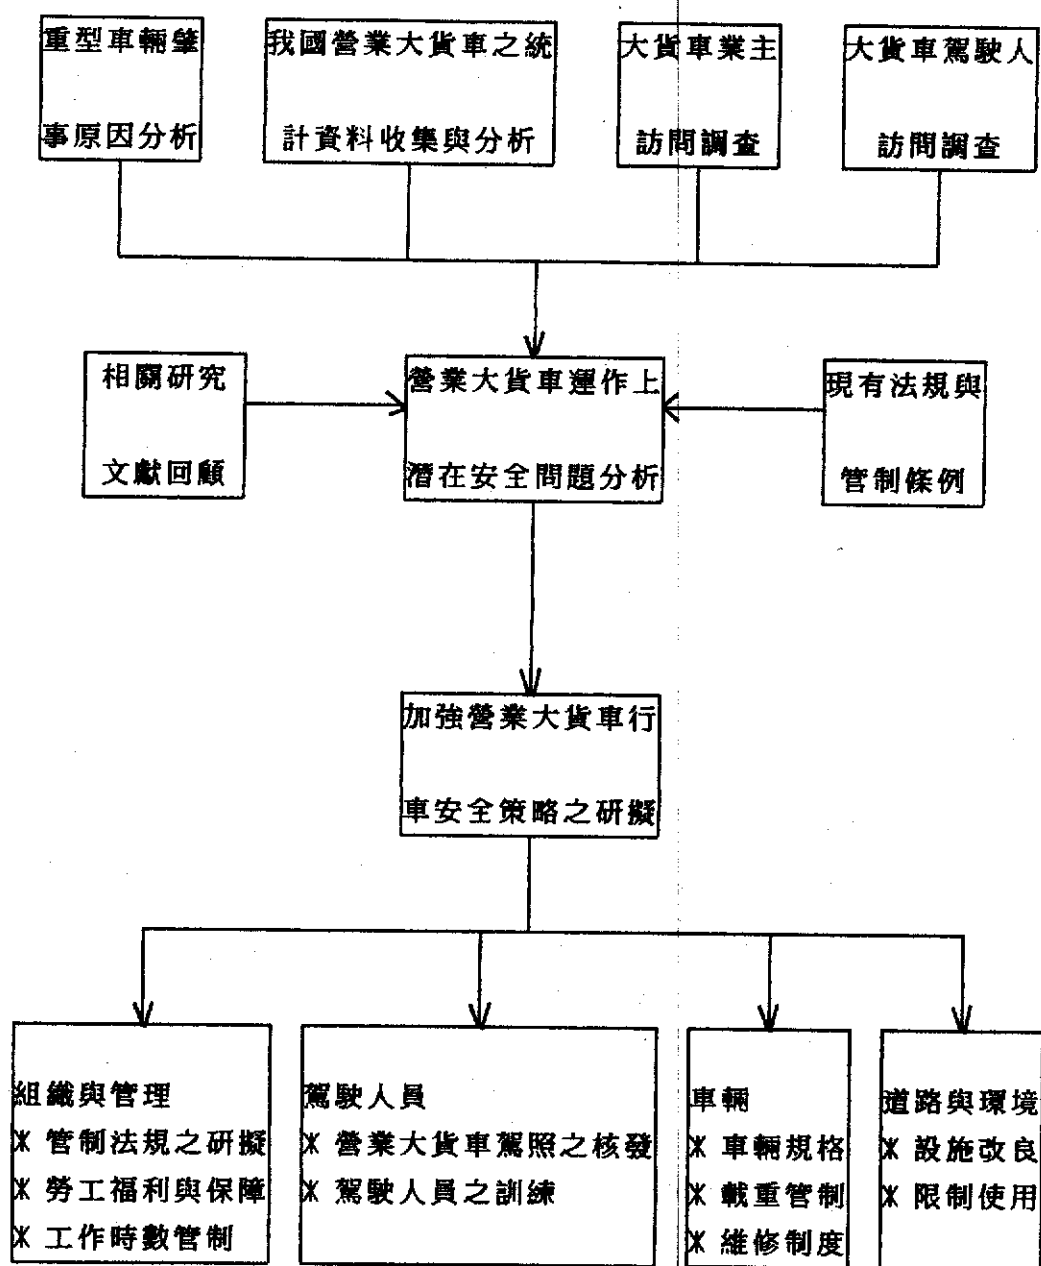 重型車輛肇
事原因分析
我國營業大貨車之統
計資料收集與分析
大貨車業主
訪問調查
大貨車駕駛人
訪問調查
相關研究
文獻回顧
營業大貨車運作上
潛在安全問題分析
現有法規與
管制條例
加強營業大貨車行
車安全策略之研擬
組織與管理
※ 管制法規之研擬
※ 勞工福利與保障
※ 工作時數管制
駕駛人員
※ 營業大貨車駕照之核發
※ 駕駛人員之訓練
車輛
※ 車輛規格
※ 載重管制
※ 維修制度
道路與環境
※ 設施改良
※ 限制使用